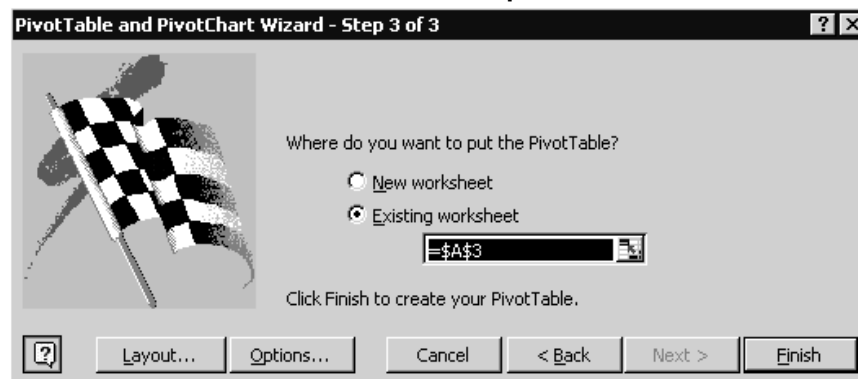 PivotTable and PivotChart Wizard - Step 3 of 3
Where do you want to put the PivotTable?
New worksheet
Existing worksheet
=$A$3
Click Finish to create your PivotTable.
Layout... Options... Cancel < Back Next > Finish